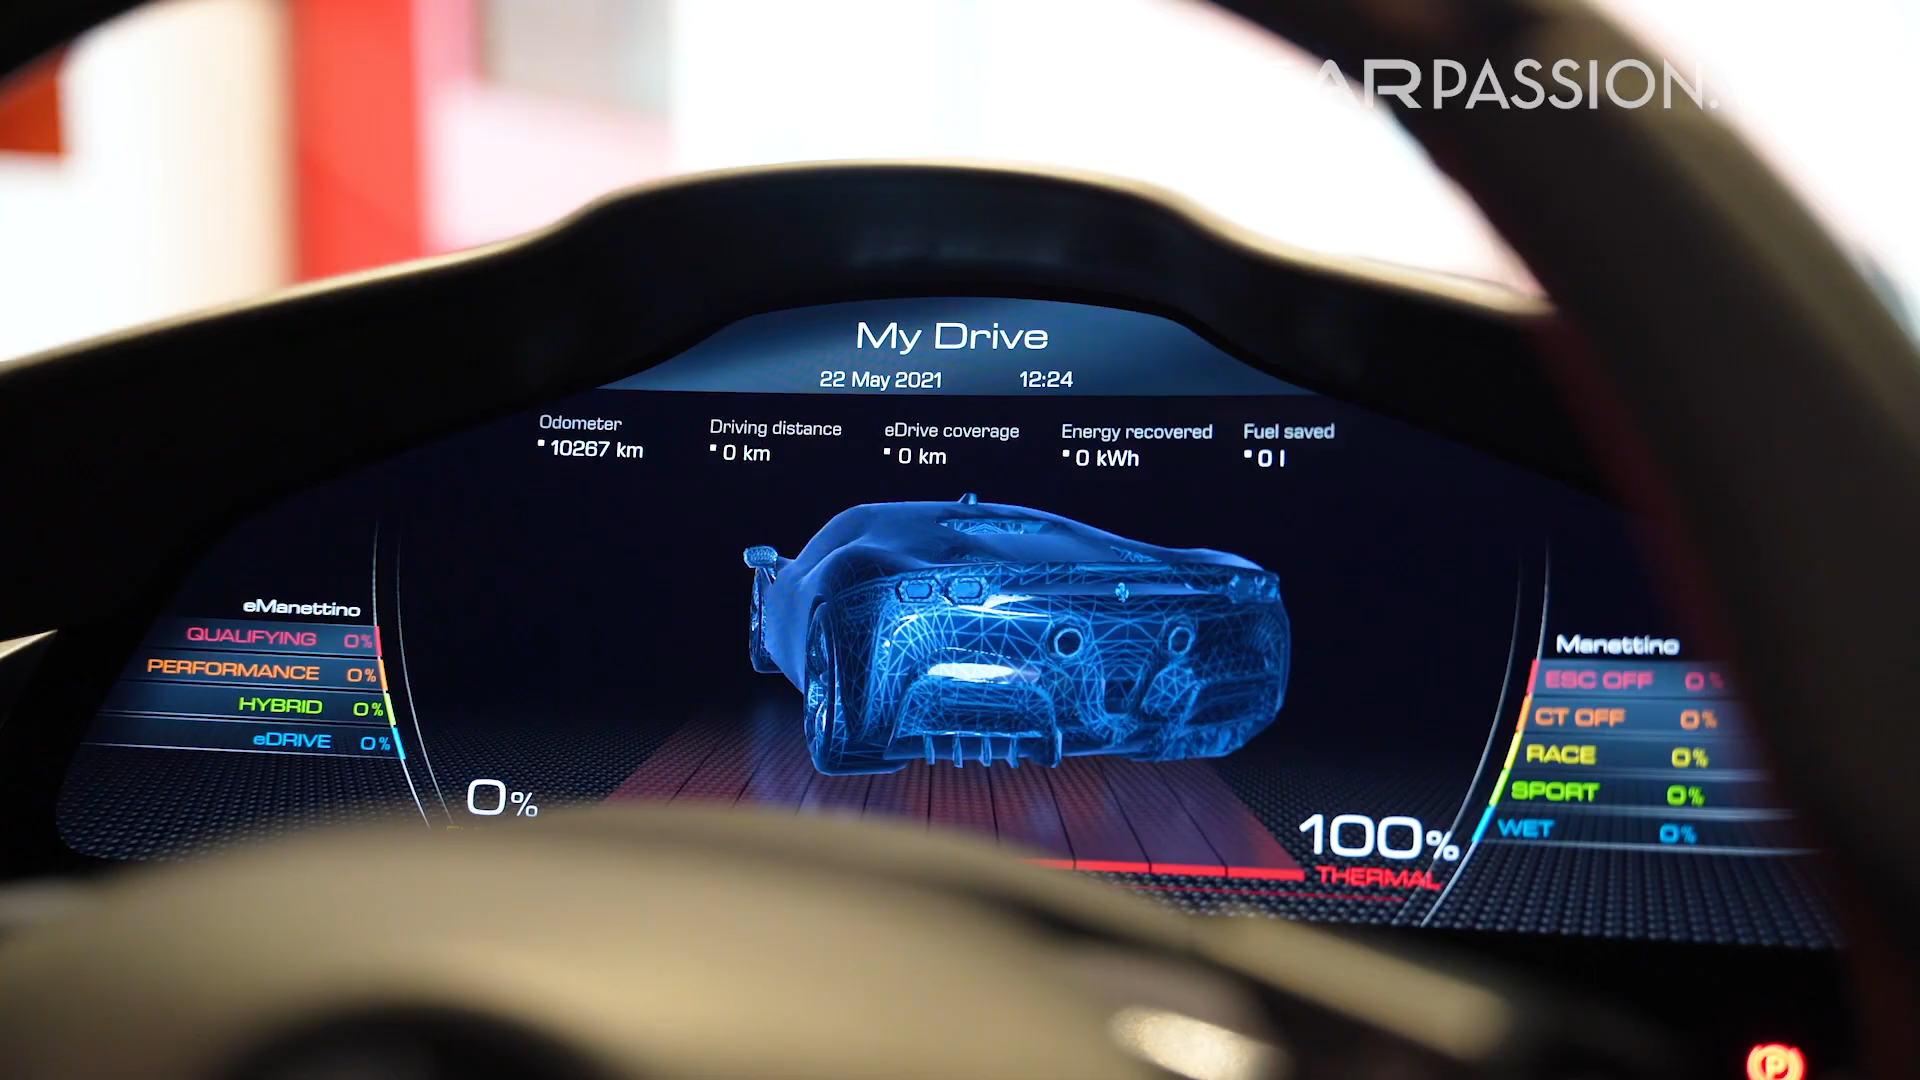 ARPASSION.
My Drive
22 May 2021 12:24
Odometer
10267 km
Driving distance
0 km
eDrive coverage
0 km
Energy recovered
0 kWh
Fuel saved
0 l
eManettino
QUALIFYING 0%
PERFORMANCE 0%
HYBRID 0%
eDRIVE 0%
0%
Manettino
ESC OFF 0%
CT OFF 0%
RACE 0%
SPORT 0%
WET 0%
100%
THERMAL
P